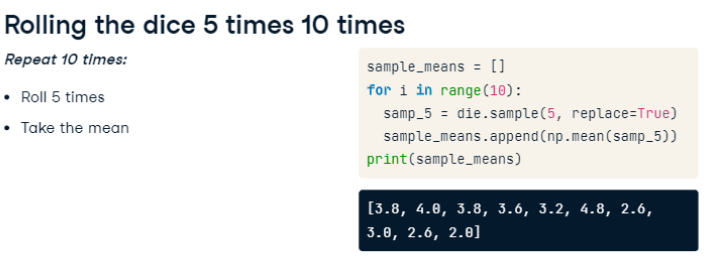 Rolling the dice 5 times 10 times
Repeat 10 times:
• Roll 5 times
• Take the mean
sample_means = []
for i in range(10):
  samp_5 = die.sample(5, replace=True)
  sample_means.append(np.mean(samp_5))
print(sample_means)
[3.8, 4.0, 3.8, 3.6, 3.2, 4.8, 2.6,
3.0, 2.6, 2.0]